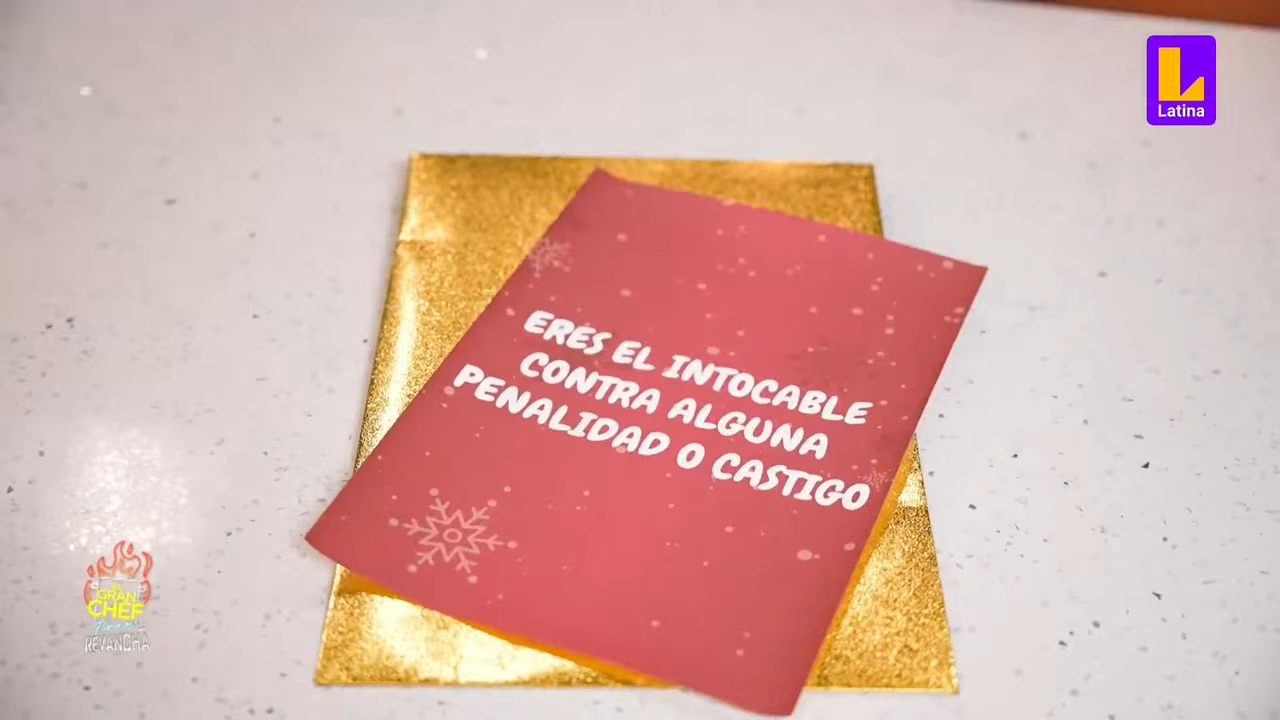 Latina
ERES EL INTOCABLE
CONTRA ALGUNA
PENALIDAD O CASTIGO
EL
GRAN
CHEF
REVANCHA